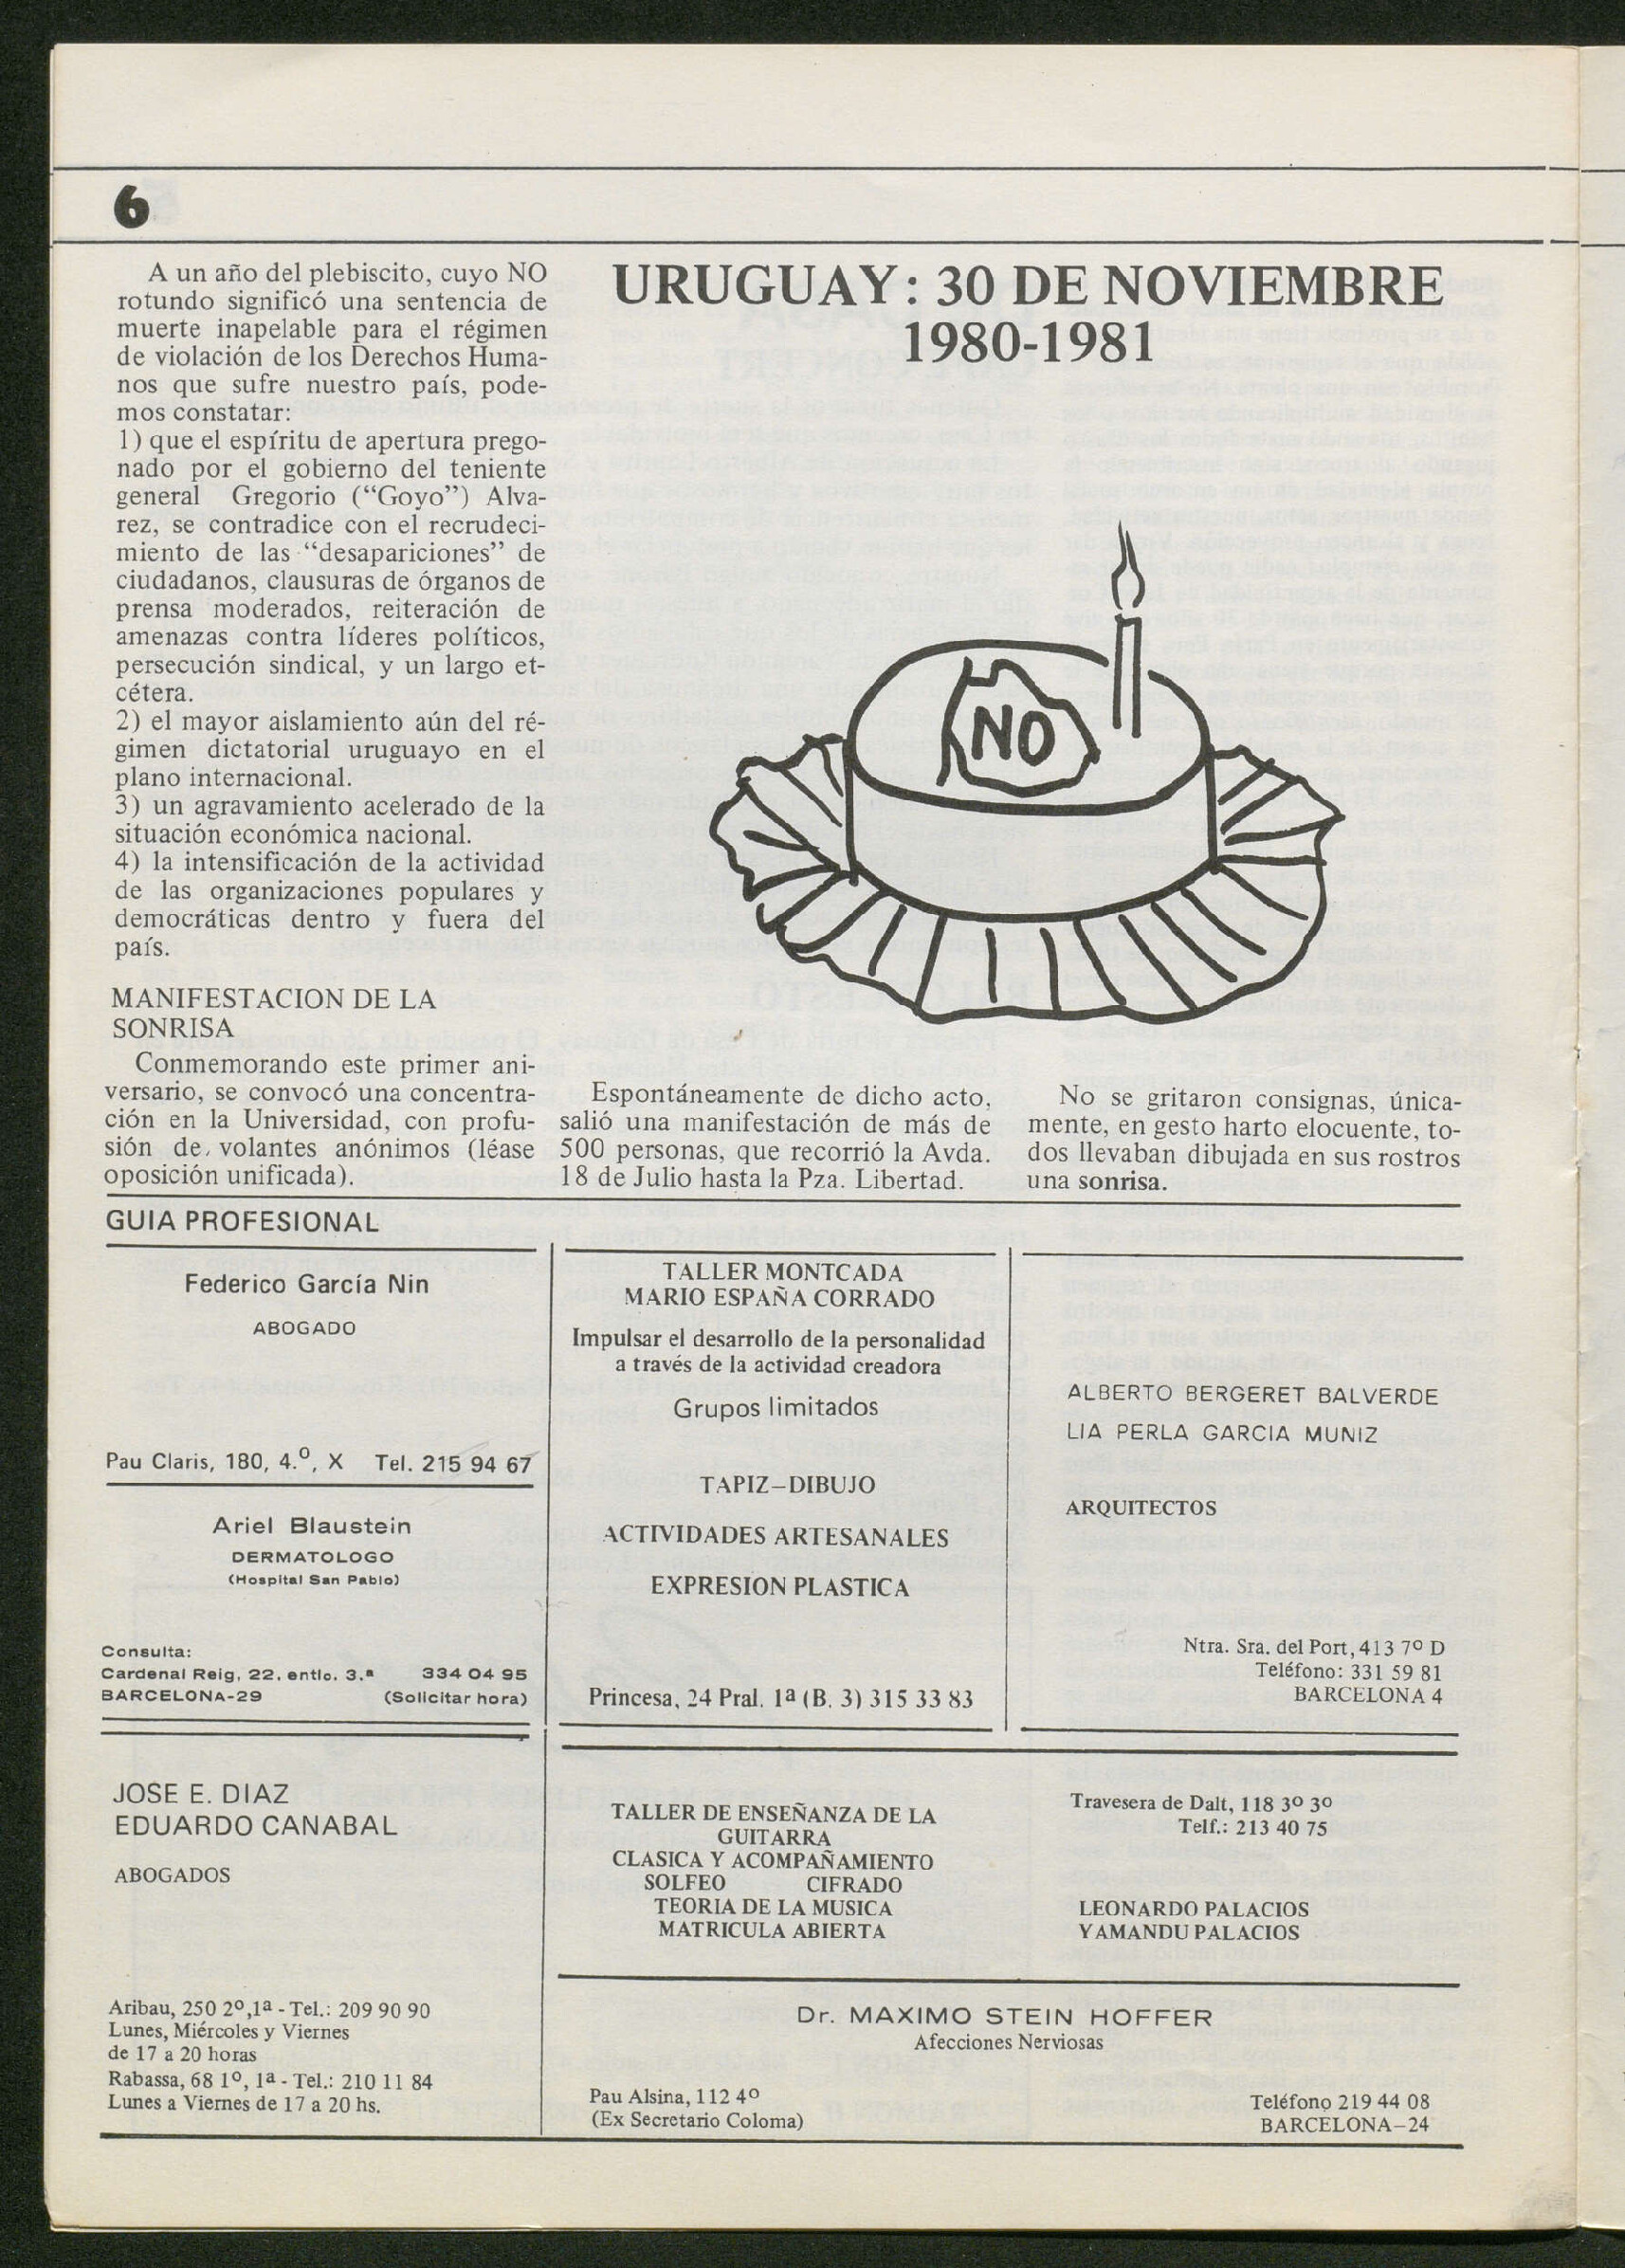 6
A un año del plebiscito, cuyo NO
rotundo significó una sentencia de
muerte inapelable para el régimen
de violación de los Derechos Huma-
nos que sufre nuestro país, pode-
mos constatar:
1) que el espíritu de apertura prego-
nado por el gobierno del teniente
general Gregorio (“Goyo”) Alva-
rez, se contradice con el recrudeci-
miento de las “desapariciones” de
ciudadanos, clausuras de órganos de
prensa moderados, reiteración de
amenazas contra líderes políticos,
persecución sindical, y un largo et-
cétera.
2) el mayor aislamiento aún del ré-
gimen dictatorial uruguayo en el
plano internacional.
3) un agravamiento acelerado de la
situación económica nacional.
4) la intensificación de la actividad
de las organizaciones populares y
democráticas dentro y fuera del
país.
MANIFESTACION DE LA
SONRISA
Conmemorando este primer ani-
versario, se convocó una concentra-
ción en la Universidad, con profu-
sión de volantes anónimos (léase
oposición unificada).
URUGUAY: 30 DE NOVIEMBRE
1980-1981
NO
Espontáneamente de dicho acto,
salió una manifestación de más de
500 personas, que recorrió la Avda.
18 de Julio hasta la Pza. Libertad.
No se gritaron consignas, única-
mente, en gesto harto elocuente, to-
dos llevaban dibujada en sus rostros
una sonrisa.
GUIA PROFESIONAL
Federico García Nin
ABOGADO
Pau Claris, 180, 4.º, X Tel. 215 94 67
Ariel Blaustein
DERMATOLOGO
(Hospital San Pablo)
Consulta:
Cardenal Reig, 22, entlo. 3.ª 334 04 95
BARCELONA-29 (Solicitar hora)
JOSE E. DIAZ
EDUARDO CANABAL
ABOGADOS
Aribau, 250 2º,1ª - Tel.: 209 90 90
Lunes, Miércoles y Viernes
de 17 a 20 horas
Rabassa, 68 1º, 1ª - Tel.: 210 11 84
Lunes a Viernes de 17 a 20 hs.
TALLER MONTCADA
MARIO ESPAÑA CORRADO
Impulsar el desarrollo de la personalidad
a través de la actividad creadora
Grupos limitados
TAPIZ–DIBUJO
ACTIVIDADES ARTESANALES
EXPRESION PLASTICA
Princesa, 24 Pral. 1ª (B. 3) 315 33 83
ALBERTO BERGERET BALVERDE
LIA PERLA GARCIA MUNIZ
ARQUITECTOS
Ntra. Sra. del Port, 413 7º D
Teléfono: 331 59 81
BARCELONA 4
TALLER DE ENSEÑANZA DE LA
GUITARRA
CLASICA Y ACOMPAÑAMIENTO
SOLFEO CIFRADO
TEORIA DE LA MUSICA
MATRICULA ABIERTA
Travesera de Dalt, 118 3º 3º
Telf.: 213 40 75
LEONARDO PALACIOS
YAMANDU PALACIOS
Dr. MAXIMO STEIN HOFFER
Afecciones Nerviosas
Pau Alsina, 112 4º
(Ex Secretario Coloma)
Teléfono 219 44 08
BARCELONA–24